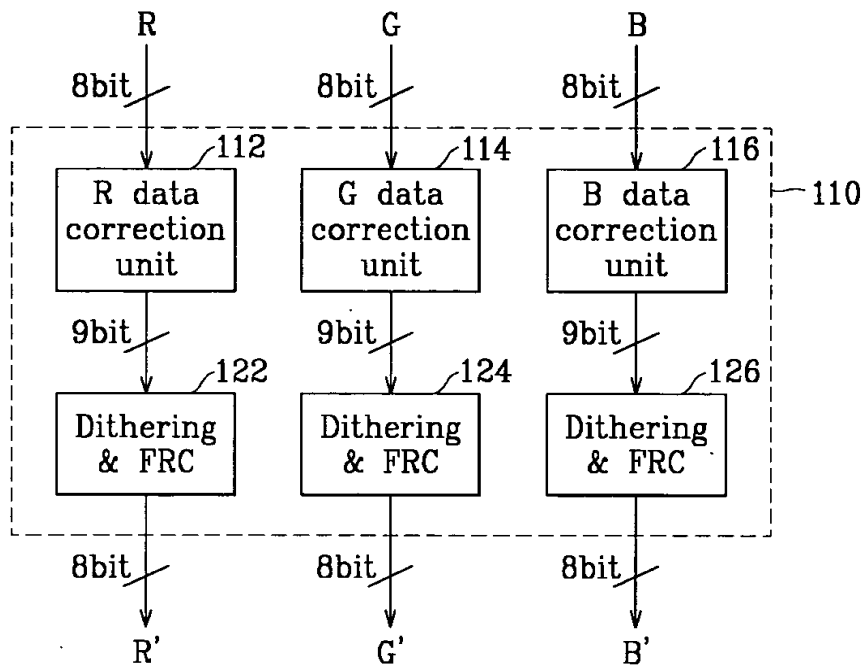 R G B
8bit 8bit 8bit
112 114 116
110
R data correction unit
G data correction unit
B data correction unit
9bit 9bit 9bit
122 124 126
Dithering & FRC
Dithering & FRC
Dithering & FRC
8bit 8bit 8bit
R' G' B'